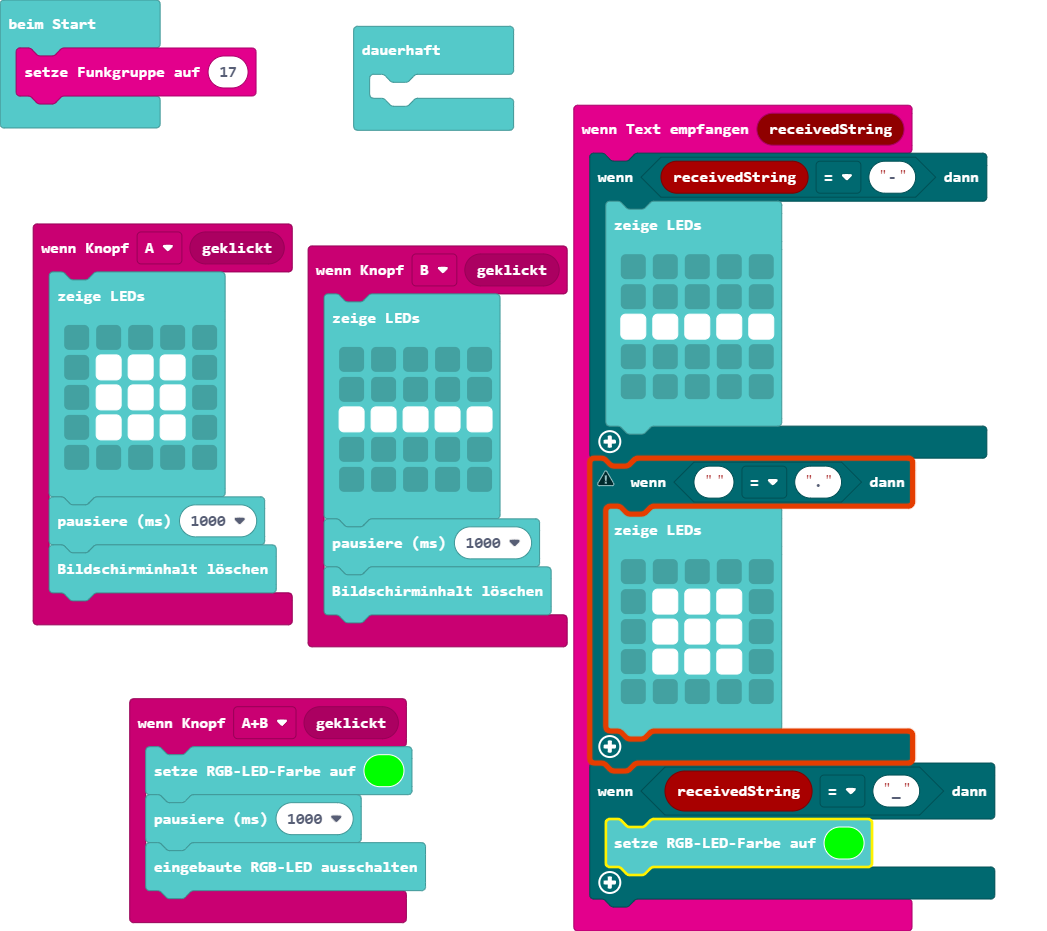 beim Start
setze Funkgruppe auf 17
dauerhaft
wenn Knopf A geklickt
zeige LEDs
pausiere (ms) 1000
Bildschirminhalt löschen
wenn Knopf B geklickt
zeige LEDs
pausiere (ms) 1000
Bildschirminhalt löschen
wenn Knopf A+B geklickt
setze RGB-LED-Farbe auf
pausiere (ms) 1000
eingebaute RGB-LED ausschalten
wenn Text empfangen receivedString
wenn receivedString = "-" dann
zeige LEDs
wenn "" = "." dann
zeige LEDs
wenn receivedString = "_" dann
setze RGB-LED-Farbe auf